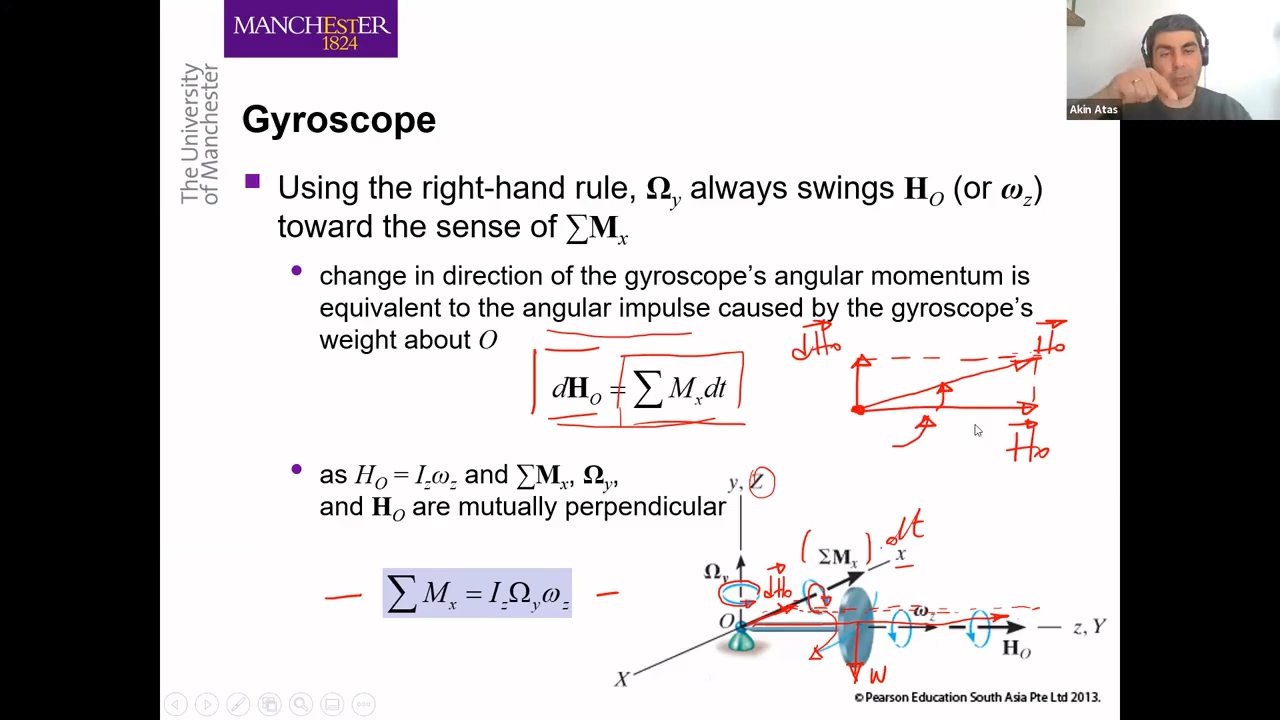 MANCHESTER
1824
The University
of Manchester
Akin Atas
Gyroscope
Using the right-hand rule, Ωy always swings HO (or ωz)
toward the sense of ∑Mx
change in direction of the gyroscope's angular momentum is
equivalent to the angular impulse caused by the gyroscope's
weight about O
dHo
Ho
dHO = ∑ Mxdt
Ho
as HO = Izωz and ∑Mx, Ωy,
and HO are mutually perpendicular
y, Z
( ΣMx ) . dt
x
Ωy
dHo
∑ Mx = IzΩyωz
O
ωz
z, Y
HO
W
X
©Pearson Education South Asia Pte Ltd 2013.